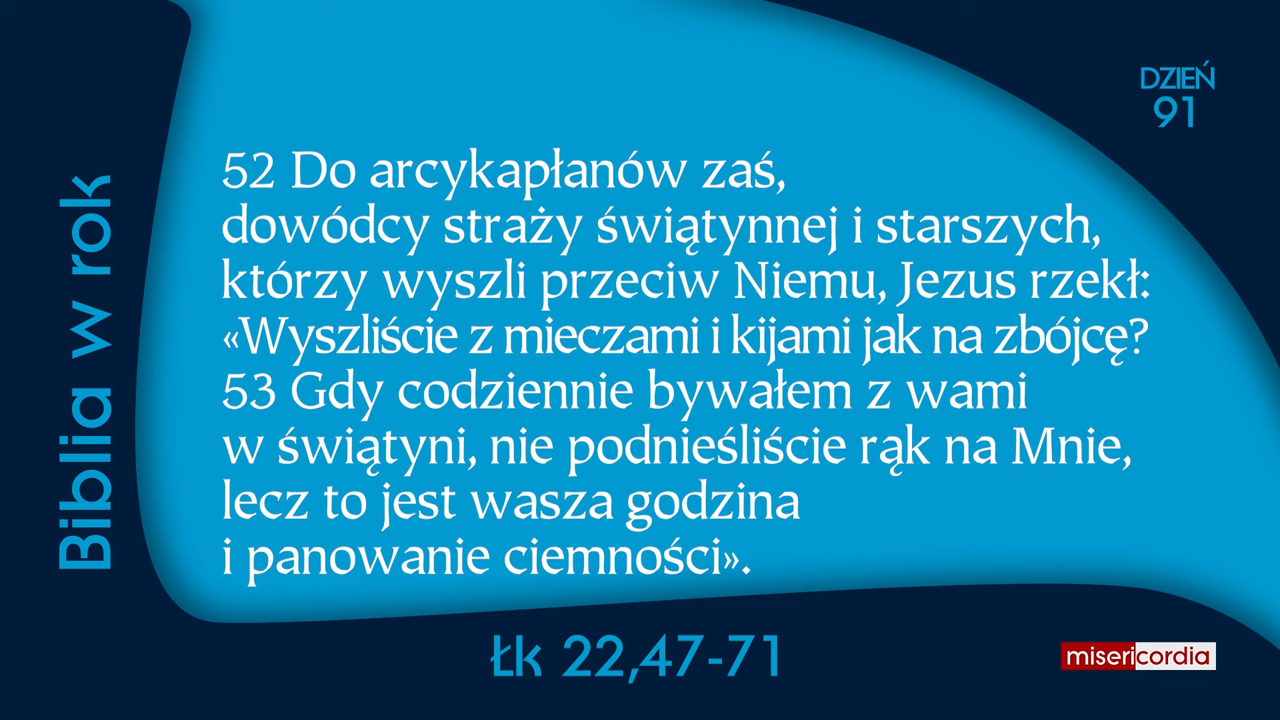 DZIEŃ
91
Biblia w rok
52 Do arcykapłanów zaś,
dowódcy straży świątynnej i starszych,
którzy wyszli przeciw Niemu, Jezus rzekł:
«Wyszliście z mieczami i kijami jak na zbójcę?
53 Gdy codziennie bywałem z wami
w świątyni, nie podnieśliście rąk na Mnie,
lecz to jest wasza godzina
i panowanie ciemności».
Łk 22,47-71
misericordia